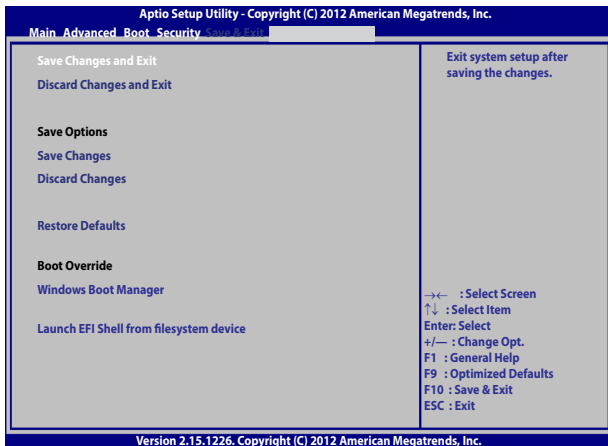 Aptio Setup Utility - Copyright (C) 2012 American Megatrends, Inc.
Main Advanced Boot Security Save & Exit
Save Changes and Exit
Discard Changes and Exit
Save Options
Save Changes
Discard Changes
Restore Defaults
Boot Override
Windows Boot Manager
Launch EFI Shell from filesystem device
Exit system setup after
saving the changes.
→← : Select Screen
↑↓ : Select Item
Enter: Select
+/— : Change Opt.
F1 : General Help
F9 : Optimized Defaults
F10 : Save & Exit
ESC : Exit
Version 2.15.1226. Copyright (C) 2012 American Megatrends, Inc.